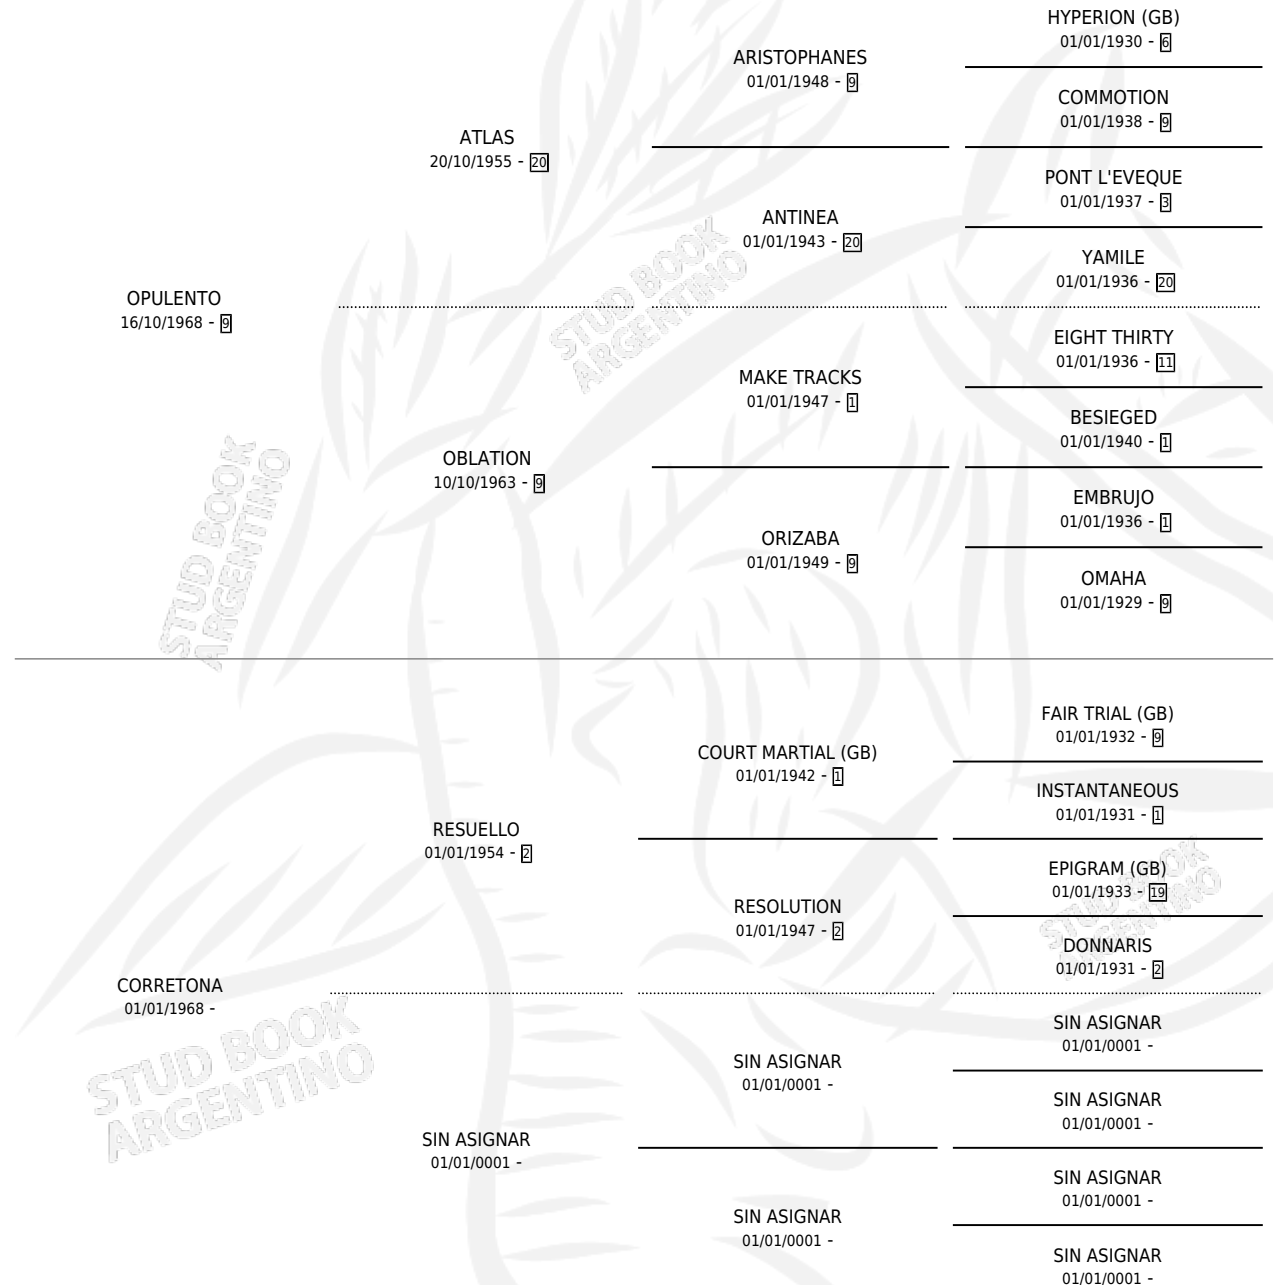 HYPERION (GB)
01/01/1930 - 6
ARISTOPHANES
01/01/1948 - 9
COMMOTION
01/01/1938 - 9
ATLAS
20/10/1955 - 20
PONT L'EVEQUE
01/01/1937 - 3
ANTINEA
01/01/1943 - 20
YAMILE
01/01/1936 - 20
OPULENTO
16/10/1968 - 9
EIGHT THIRTY
01/01/1936 - 11
MAKE TRACKS
01/01/1947 - 1
BESIEGED
01/01/1940 - 1
OBLATION
10/10/1963 - 9
EMBRUJO
01/01/1936 - 1
ORIZABA
01/01/1949 - 9
OMAHA
01/01/1929 - 9
STUD BOOK
ARGENTINO
STUD BOOK
ARGENTINO
FAIR TRIAL (GB)
01/01/1932 - 9
COURT MARTIAL (GB)
01/01/1942 - 1
INSTANTANEOUS
01/01/1931 - 1
RESUELLO
01/01/1954 - 2
EPIGRAM (GB)
01/01/1933 - 19
RESOLUTION
01/01/1947 - 2
DONNARIS
01/01/1931 - 2
STUD BOOK
ARGENTINO
CORRETONA
01/01/1968 -
SIN ASIGNAR
01/01/0001 -
SIN ASIGNAR
01/01/0001 -
SIN ASIGNAR
01/01/0001 -
SIN ASIGNAR
01/01/0001 -
SIN ASIGNAR
01/01/0001 -
SIN ASIGNAR
01/01/0001 -
SIN ASIGNAR
01/01/0001 -
STUD BOOK
ARGENTINO